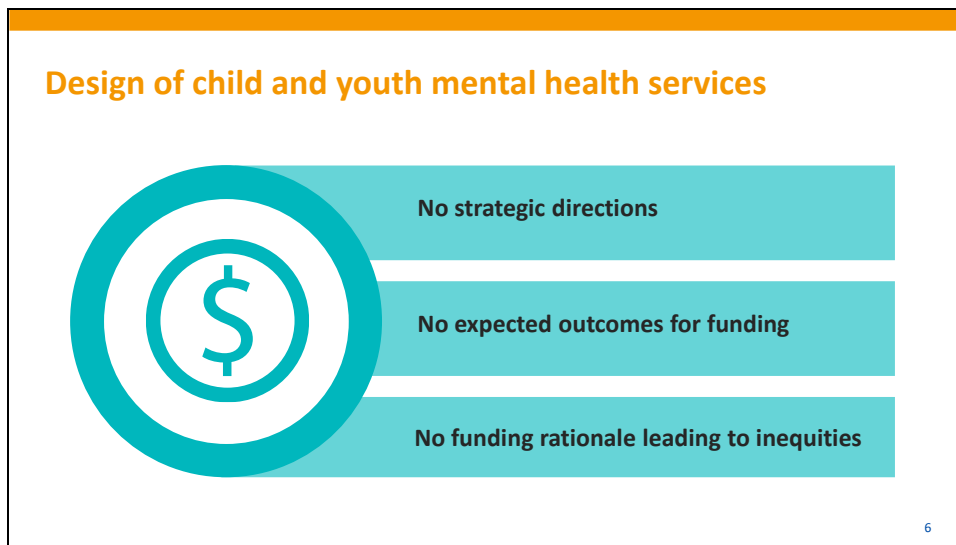 Design of child and youth mental health services
$
No strategic directions
No expected outcomes for funding
No funding rationale leading to inequities
6